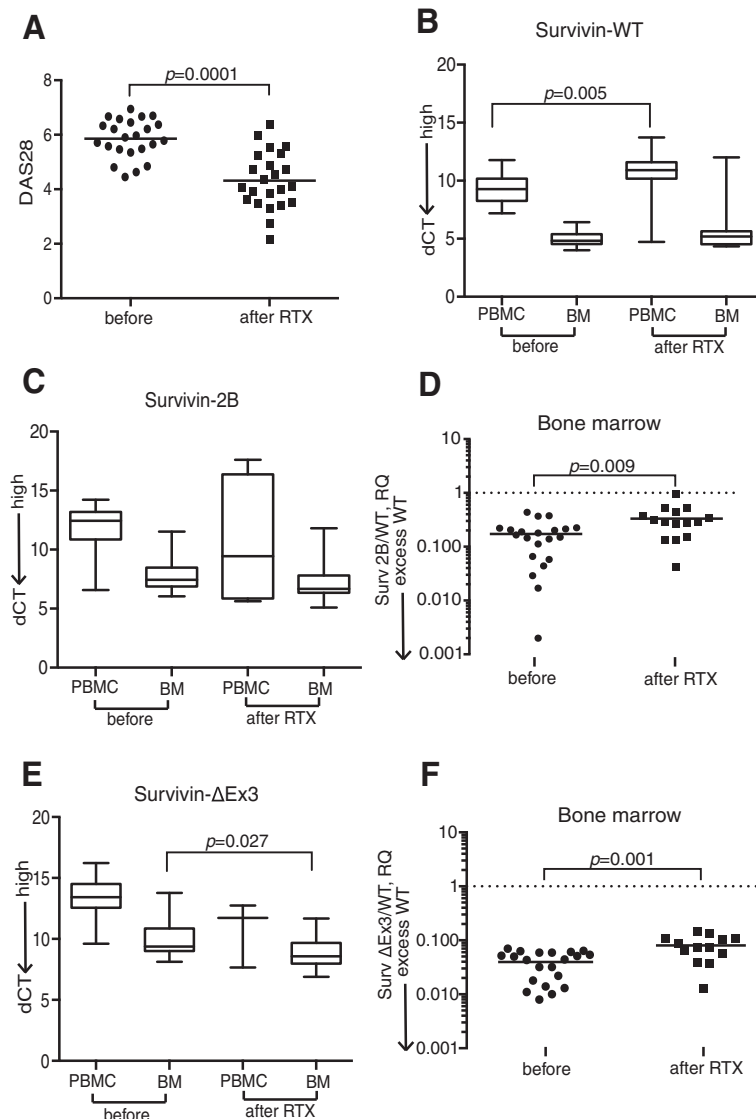 A
p=0.0001
DAS28
8
6
4
2
0
before
after RTX
B
Survivin-WT
p=0.005
dCT
high
20
15
10
5
0
PBMC
BM
PBMC
BM
before
after RTX
C
Survivin-2B
dCT
high
20
15
10
5
0
PBMC
BM
PBMC
BM
before
after RTX
D
Bone marrow
p=0.009
Surv 2B/WT, RQ
excess WT
10
1
0.100
0.010
0.001
before
after RTX
E
Survivin-ΔEx3
p=0.027
dCT
high
20
15
10
5
0
PBMC
BM
PBMC
BM
before
after RTX
F
Bone marrow
p=0.001
Surv ΔEx3/WT, RQ
excess WT
10
1
0.100
0.010
0.001
before
after RTX